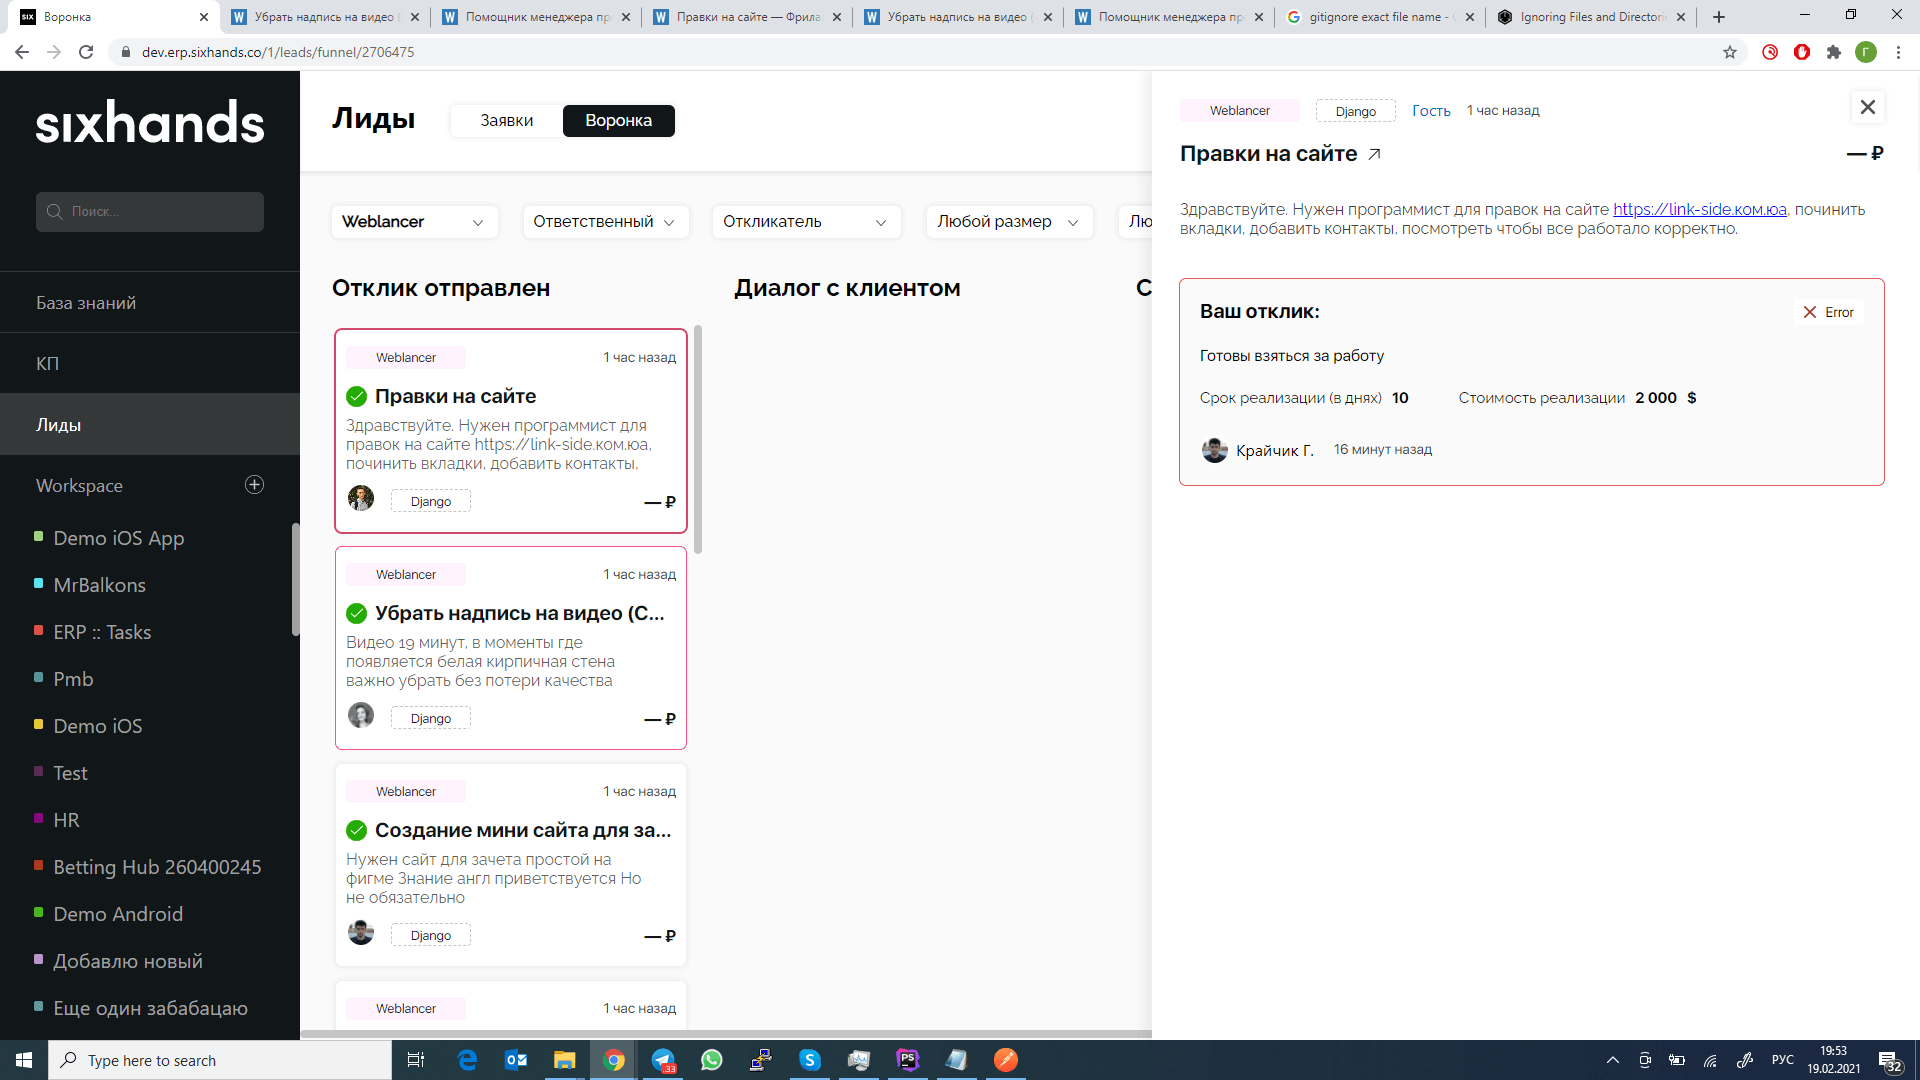 Воронка
Убрать надпись на видео (
Помощник менеджера пр
Правки на сайте — Фрила
Убрать надпись на видео (
Помощник менеджера пр
gitignore exact file name -
Ignoring Files and Directori
dev.erp.sixhands.co/1/leads/funnel/2706475
Г
sixhands
Поиск...
База знаний
КП
Лиды
Workspace
Demo iOS App
MrBalkons
ERP :: Tasks
Pmb
Demo iOS
Test
HR
Betting Hub 260400245
Demo Android
Добавлю новый
Еще один забабацаю
Лиды
Заявки
Воронка
Weblancer
Ответственный
Откликатель
Любой размер
Лю
Отклик отправлен
Диалог с клиентом
С
Weblancer
1 час назад
Правки на сайте
Здравствуйте. Нужен программист для
правок на сайте https://link-side.ком.юа,
починить вкладки, добавить контакты,
Django
— ₽
Weblancer
1 час назад
Убрать надпись на видео (С...
Видео 19 минут, в моменты где
появляется белая кирпичная стена
важно убрать без потери качества
Django
— ₽
Weblancer
1 час назад
Создание мини сайта для за...
Нужен сайт для зачета простой на
фигме Знание англ приветствуется Но
не обязательно
Django
— ₽
Weblancer
1 час назад
Weblancer
Django
Гость
1 час назад
Правки на сайте
— ₽
Здравствуйте. Нужен программист для правок на сайте https://link-side.ком.юа, починить
вкладки, добавить контакты, посмотреть чтобы все работало корректно.
Ваш отклик:
Error
Готовы взяться за работу
Срок реализации (в днях) 10
Стоимость реализации 2 000 $
Крайчик Г.
16 минут назад
Type here to search
33
РУС
19:53
19.02.2021
32